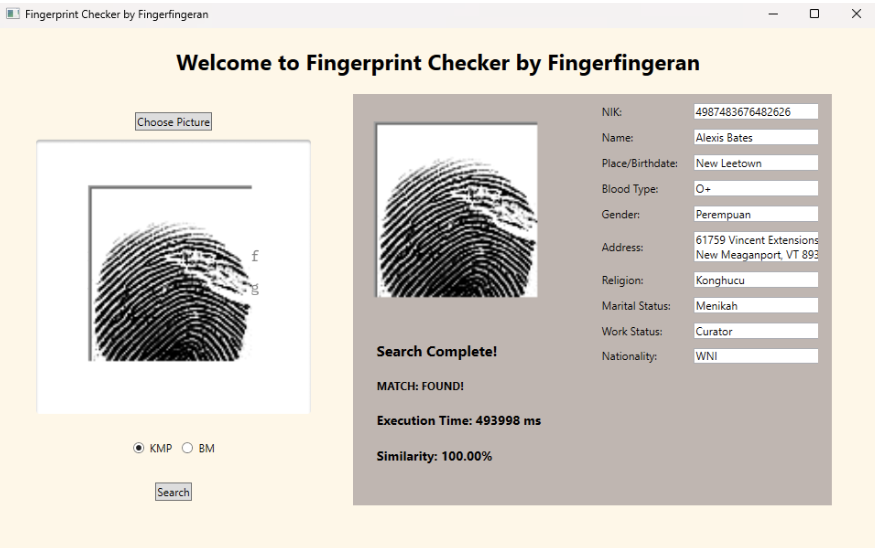 Fingerprint Checker by Fingerfingeran
Welcome to Fingerprint Checker by Fingerfingeran
Choose Picture
f
g
KMP BM
Search
Search Complete!
MATCH: FOUND!
Execution Time: 493998 ms
Similarity: 100.00%
NIK: 4987483676482626
Name: Alexis Bates
Place/Birthdate: New Leetown
Blood Type: O+
Gender: Perempuan
Address: 61759 Vincent Extensions
New Meaganport, VT 893
Religion: Konghucu
Marital Status: Menikah
Work Status: Curator
Nationality: WNI